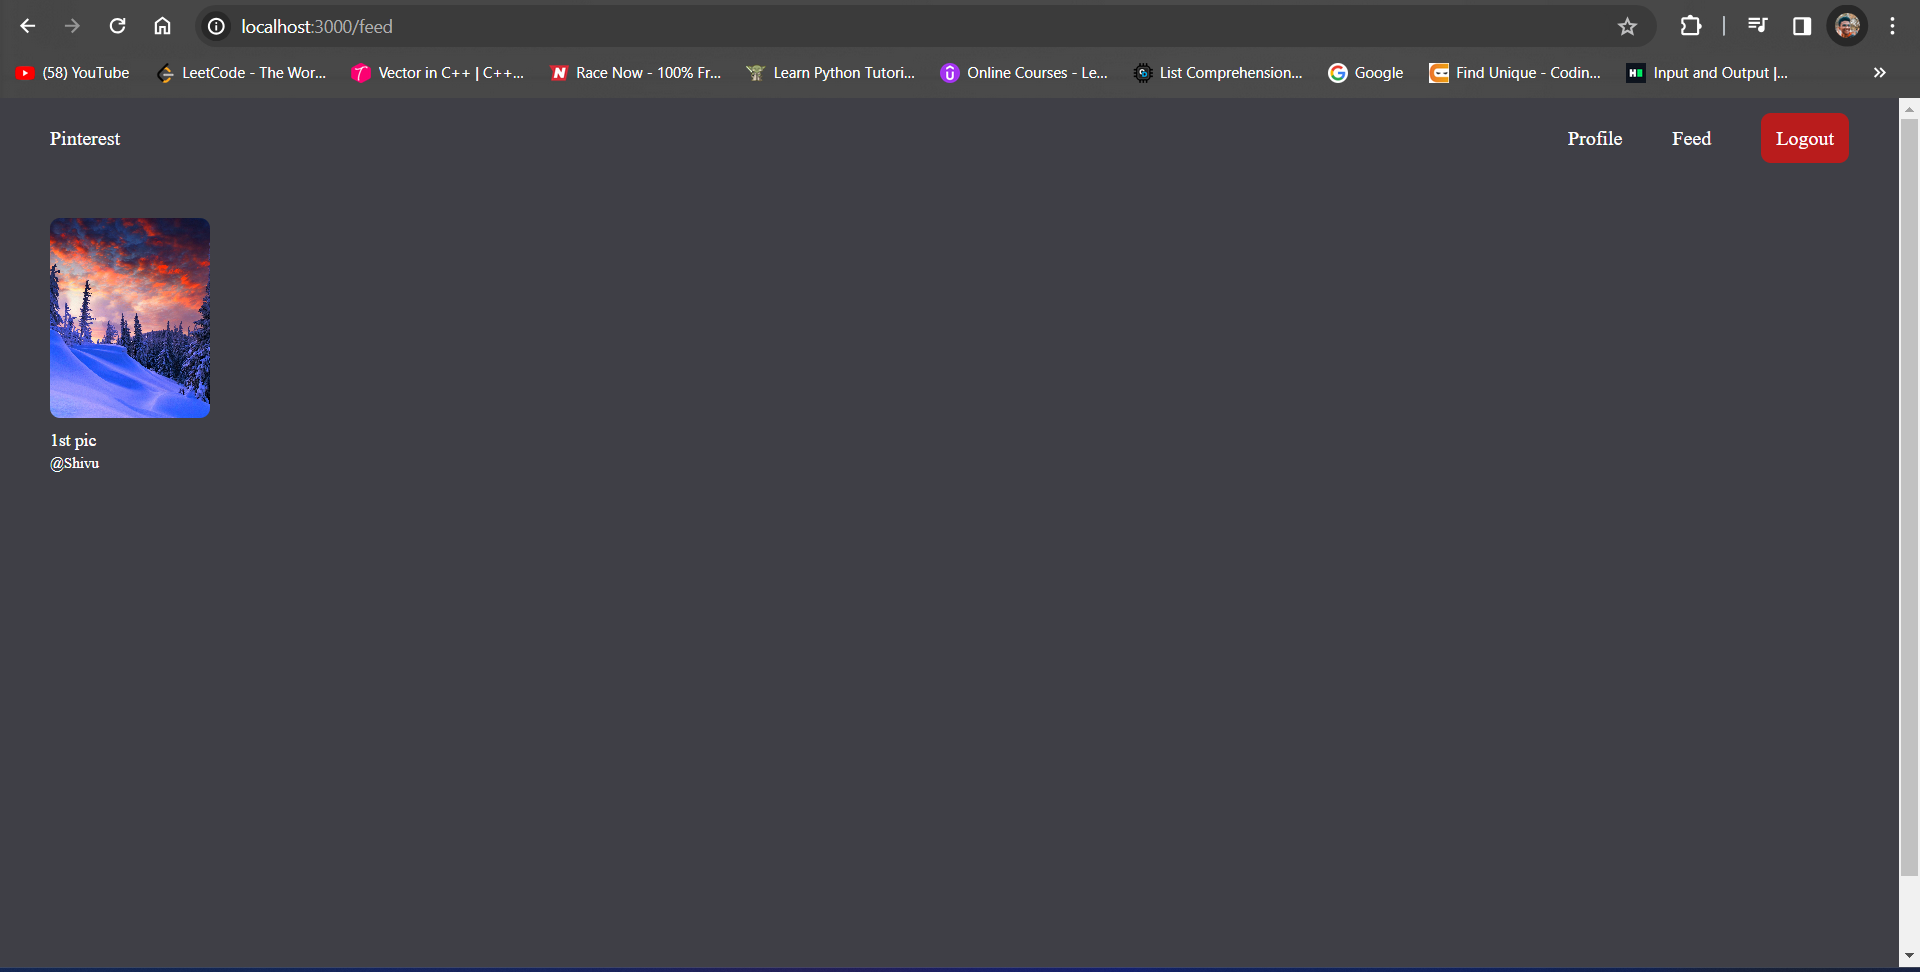 localhost:3000/feed
(58) YouTube LeetCode - The Wor... Vector in C++ | C++... Race Now - 100% Fr... Learn Python Tutori... Online Courses - Le... List Comprehension... Google Find Unique - Codin... Input and Output |...
Pinterest Profile Feed Logout
1st pic
@Shivu